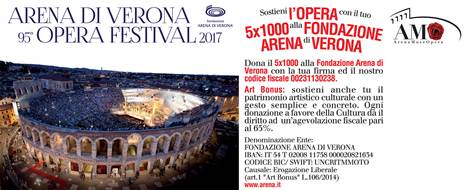 ARENA DI VERONA
95° OPERA FESTIVAL 2017
fondazione
ARENA DI VERONA
Sostieni l'OPERA con il tuo
5x1000 alla FONDAZIONE
ARENA di VERONA
AMO
ArenaMuseOpera
Dona il 5x1000 alla Fondazione Arena di
Verona con la tua firma ed il nostro
codice fiscale 00231130238.
Art Bonus: sostieni anche tu il
patrimonio artistico culturale con un
gesto semplice e concreto. Ogni
donazione a favore della Cultura dà il
diritto ad un'agevolazione fiscale pari
al 65%.
Denominazione Ente:
FONDAZIONE ARENA DI VERONA
IBAN: IT 54 T 02008 11758 000020821634
CODICE BIC/ SWIFT: UNCRITMMOTO
Causale: Erogazione Liberale
(art.1 "Art Bonus" L.106/2014)
www.arena.it